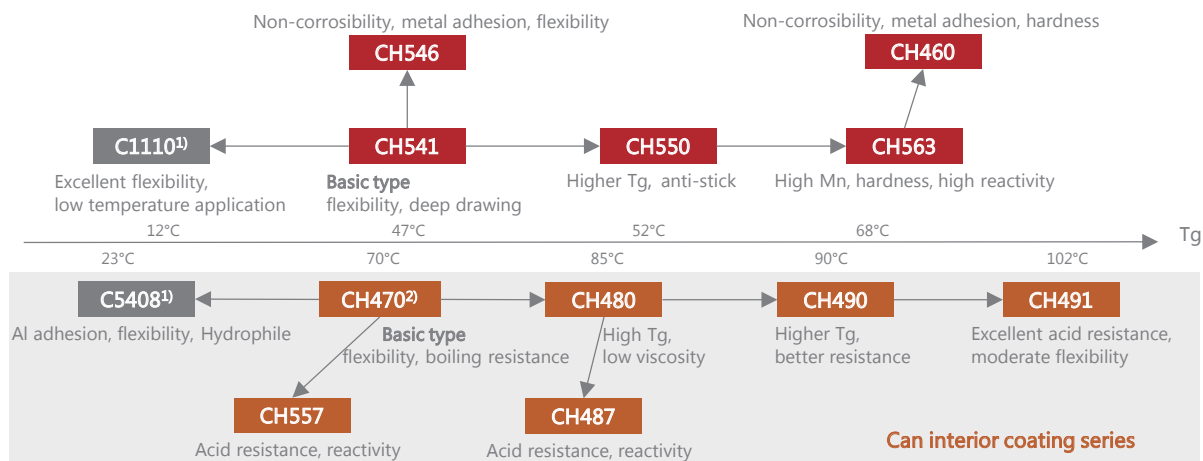 Non-corrosibility, metal adhesion, flexibility
CH546
Non-corrosibility, metal adhesion, hardness
CH460
C1110¹⁾
CH541
CH550
CH563
Excellent flexibility,
low temperature application
Basic type
flexibility, deep drawing
Higher Tg, anti-stick
High Mn, hardness, high reactivity
12°C
47°C
52°C
68°C
Tg
23°C
70°C
85°C
90°C
102°C
C5408¹⁾
CH470²⁾
CH480
CH490
CH491
Al adhesion, flexibility, Hydrophile
Basic type
flexibility, boiling resistance
High Tg,
low viscosity
Higher Tg,
better resistance
Excellent acid resistance,
moderate flexibility
CH557
CH487
Acid resistance, reactivity
Acid resistance, reactivity
Can interior coating series